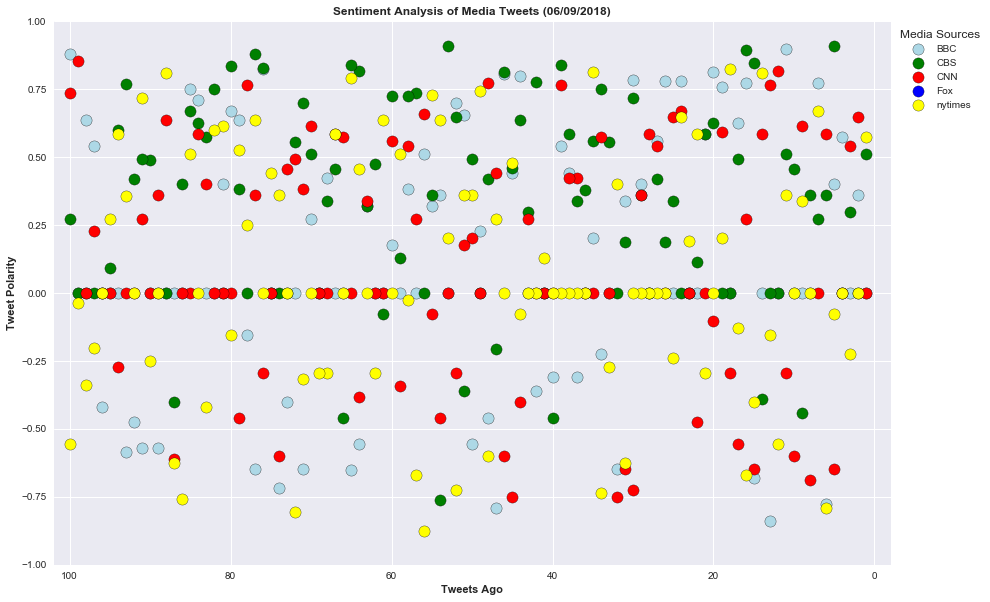 Sentiment Analysis of Media Tweets (06/09/2018)
1.00
0.75
0.50
0.25
0.00
−0.25
−0.50
−0.75
−1.00
Tweet Polarity
100
80
60
40
20
0
Tweets Ago
Media Sources
BBC
CBS
CNN
Fox
nytimes